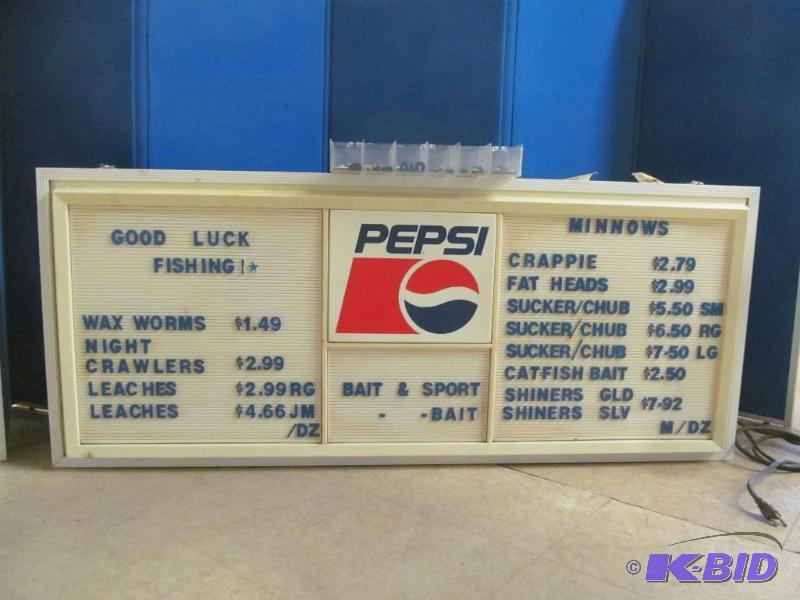 GOOD LUCK
FISHING!★
WAX WORMS $1.49
NIGHT
CRAWLERS $2.99
LEACHES $2.99 RG
LEACHES $4.66 JM
/DZ
PEPSI
BAIT & SPORT
- -BAIT
MINNOWS
CRAPPIE $2.79
FAT HEADS $2.99
SUCKER/CHUB $5.50 SM
SUCKER/CHUB $6.50 RG
SUCKER/CHUB $7-50 LG
CATFISH BAIT $2.50
SHINERS GLD $7-92
SHINERS SLV
M/DZ
© K-BID